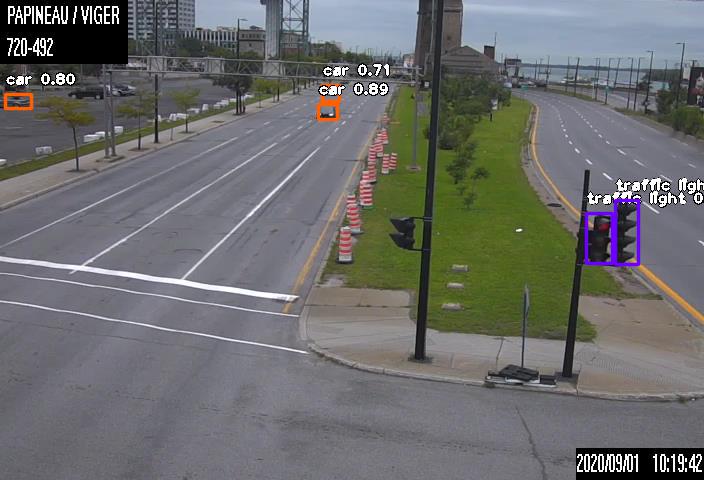 PAPINEAU / VIGER
720-492
car 0.80
car 0.71
car 0.89
traffic ligh
traffic light 0
2020/09/01 10:19:42